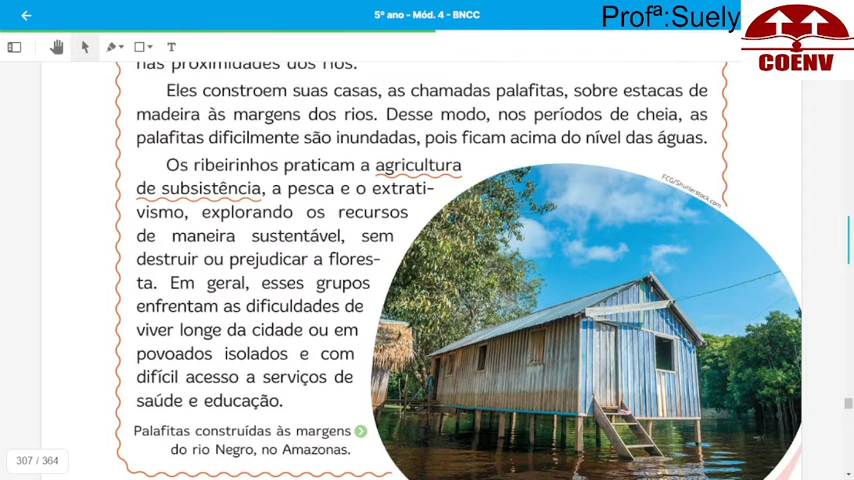 5º ano - Mód. 4 - BNCC
Profª:Suely
COENV
T
nas proximidades dos rios.
Eles constroem suas casas, as chamadas palafitas, sobre estacas de
madeira às margens dos rios. Desse modo, nos períodos de cheia, as
palafitas dificilmente são inundadas, pois ficam acima do nível das águas.
Os ribeirinhos praticam a agricultura
de subsistência, a pesca e o extrati-
vismo, explorando os recursos
de maneira sustentável, sem
destruir ou prejudicar a flores-
ta. Em geral, esses grupos
enfrentam as dificuldades de
viver longe da cidade ou em
povoados isolados e com
difícil acesso a serviços de
saúde e educação.
FCG/Shutterstock.com
Palafitas construídas às margens
do rio Negro, no Amazonas.
307 / 364